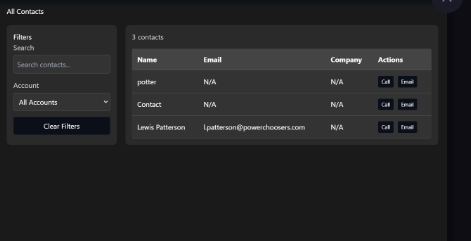 All Contacts
Filters
Search
Search contacts...
Account
All Accounts
Clear Filters
3 contacts
Name Email Company Actions
potter N/A N/A Call Email
Contact N/A N/A Call Email
Lewis Patterson l.patterson@powerchoosers.com N/A Call Email